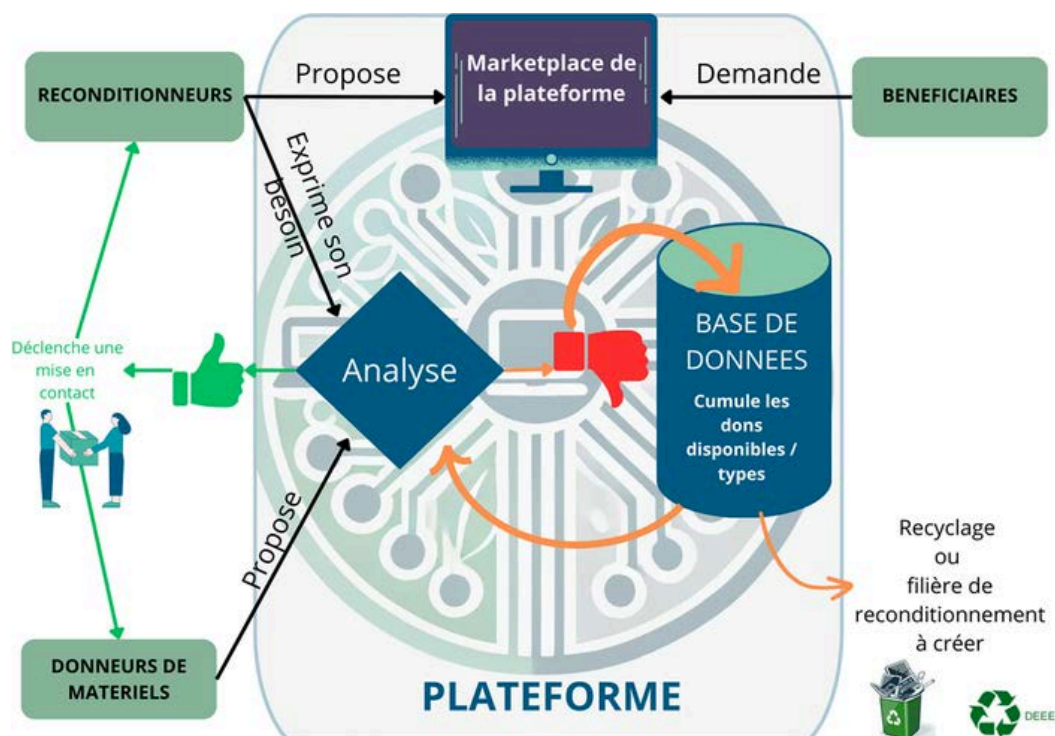 RECONDITIONNEURS
Propose
Marketplace de
la plateforme
Demande
BENEFICIAIRES
Exprime son
besoin
Déclenche une
mise en
contact
Analyse
BASE DE
DONNEES
Cumule les
dons
disponibles /
types
Propose
Recyclage
ou
filière de
reconditionnement
à créer
DONNEURS DE
MATERIELS
PLATEFORME
DEEE